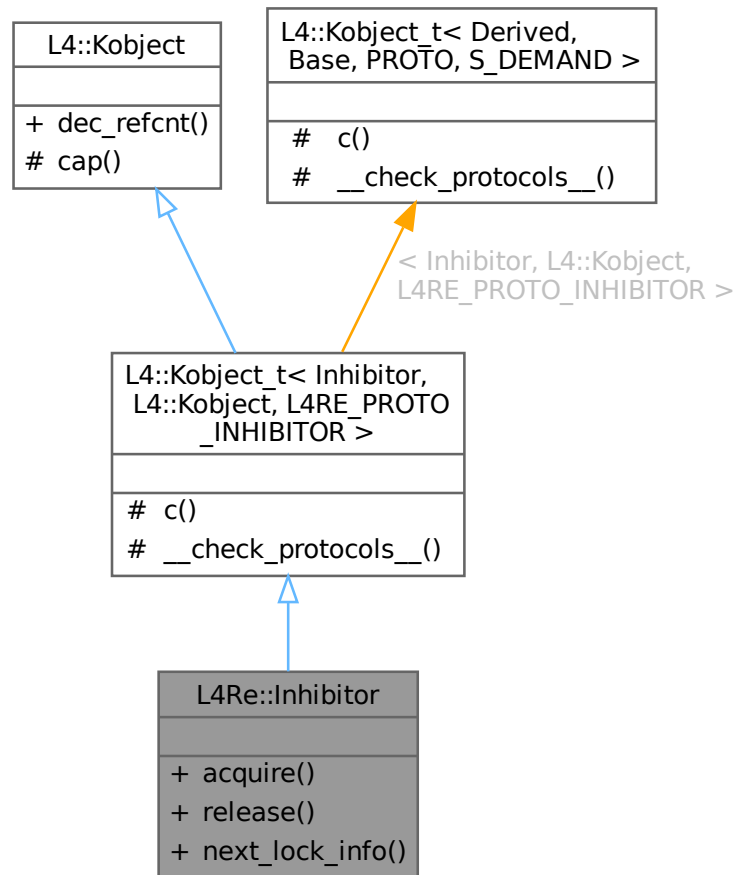 L4::Kobject
+ dec_refcnt()
# cap()
L4::Kobject_t< Derived,
Base, PROTO, S_DEMAND >
# c()
# __check_protocols__()
< Inhibitor, L4::Kobject,
L4RE_PROTO_INHIBITOR >
L4::Kobject_t< Inhibitor,
L4::Kobject, L4RE_PROTO
_INHIBITOR >
# c()
# __check_protocols__()
L4Re::Inhibitor
+ acquire()
+ release()
+ next_lock_info()